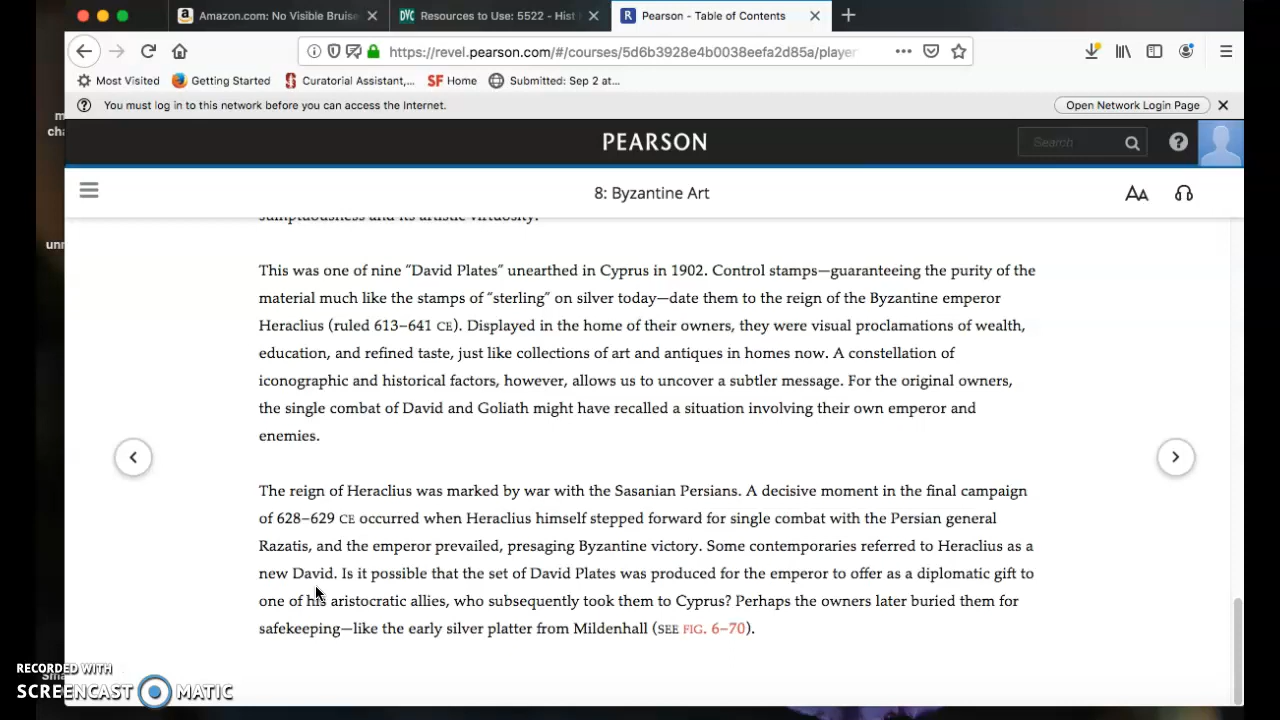 Amazon.com: No Visible Bruise
DVC Resources to Use: 5522 - Hist
R Pearson - Table of Contents
https://revel.pearson.com/#/courses/5d6b3928e4b0038eefa2d85a/player
Most Visited Getting Started Curatorial Assistant,... SF Home Submitted: Sep 2 at...
You must log in to this network before you can access the Internet. Open Network Login Page
PEARSON
Search
8: Byzantine Art
AA
sumptuousness and its artistic virtuosity.
This was one of nine “David Plates” unearthed in Cyprus in 1902. Control stamps—guaranteeing the purity of the
material much like the stamps of “sterling” on silver today—date them to the reign of the Byzantine emperor
Heraclius (ruled 613–641 CE). Displayed in the home of their owners, they were visual proclamations of wealth,
education, and refined taste, just like collections of art and antiques in homes now. A constellation of
iconographic and historical factors, however, allows us to uncover a subtler message. For the original owners,
the single combat of David and Goliath might have recalled a situation involving their own emperor and
enemies.
The reign of Heraclius was marked by war with the Sasanian Persians. A decisive moment in the final campaign
of 628–629 CE occurred when Heraclius himself stepped forward for single combat with the Persian general
Razatis, and the emperor prevailed, presaging Byzantine victory. Some contemporaries referred to Heraclius as a
new David. Is it possible that the set of David Plates was produced for the emperor to offer as a diplomatic gift to
one of his aristocratic allies, who subsequently took them to Cyprus? Perhaps the owners later buried them for
safekeeping—like the early silver platter from Mildenhall (SEE FIG. 6–70).
RECORDED WITH
SCREENCAST MATIC